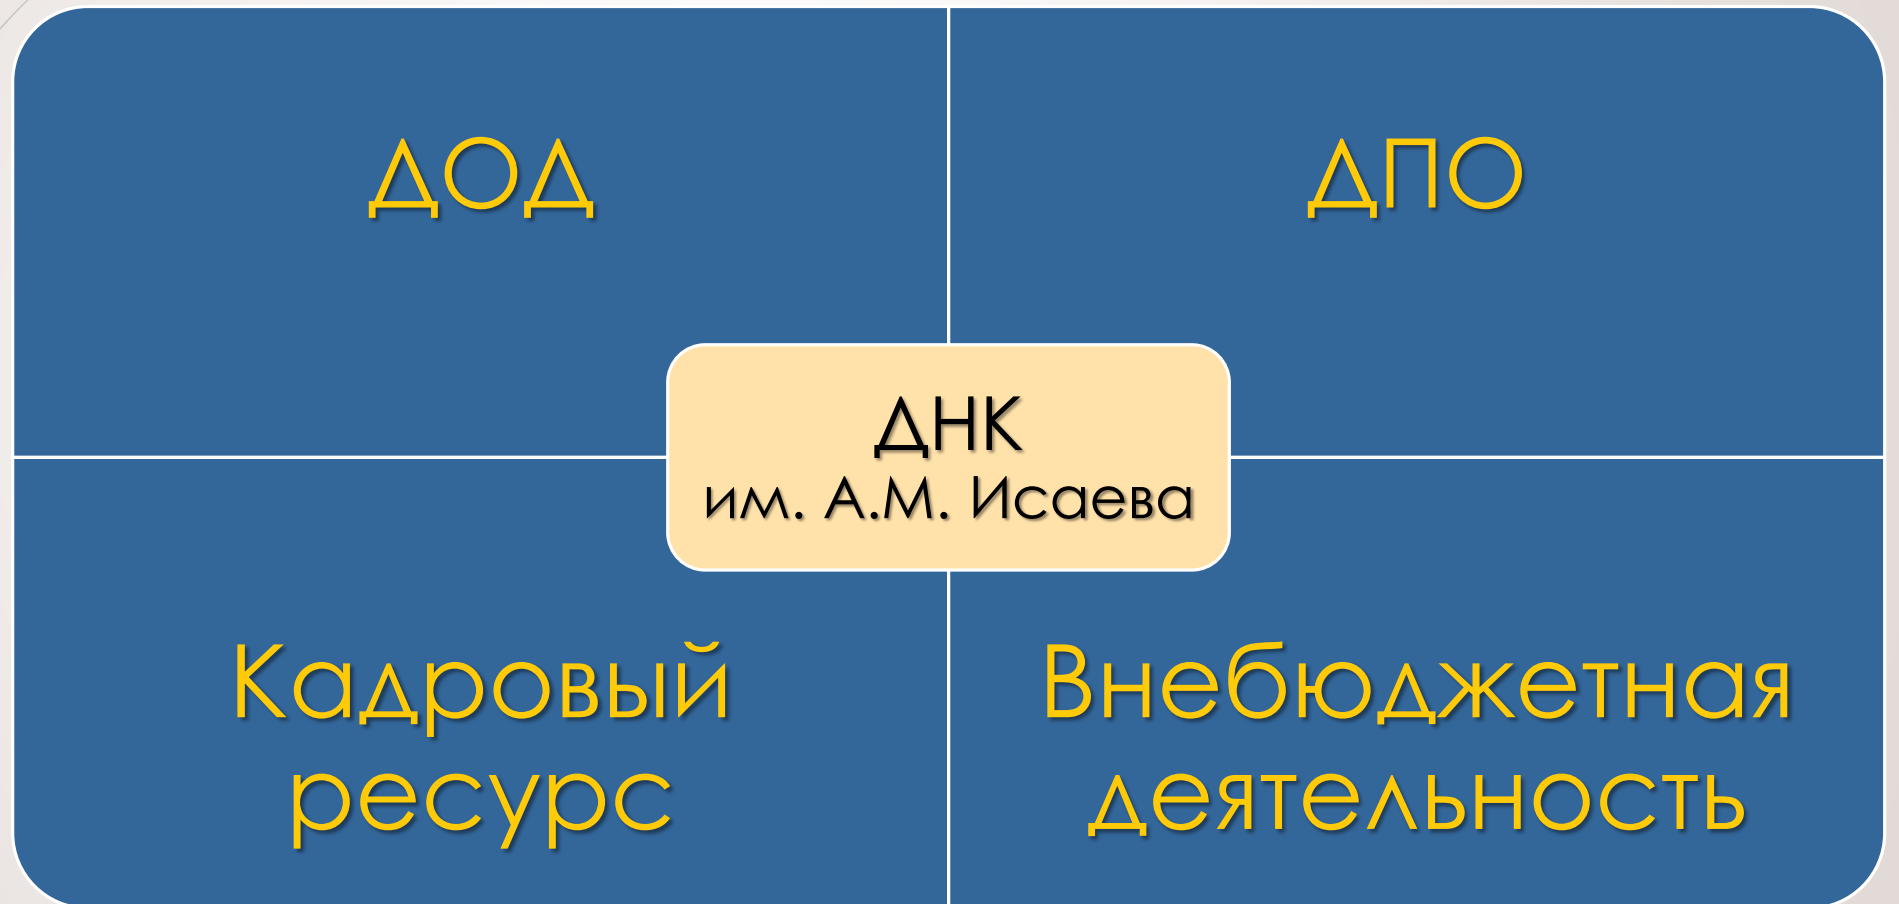 ДОД
ДПО
ДНК
им. А.М. Исаева
Кадровый
ресурс
Внебюджетная
деятельность